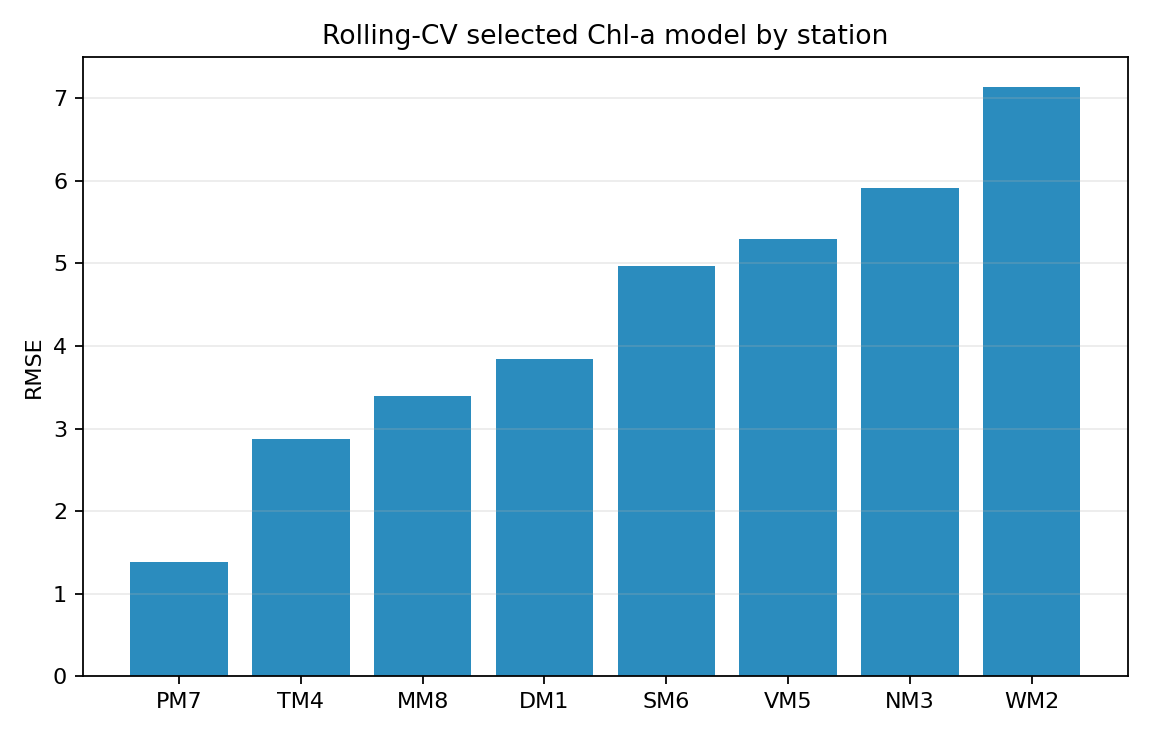 Rolling-CV selected Chl-a model by station
RMSE
7
6
5
4
3
2
1
0
PM7 TM4 MM8 DM1 SM6 VM5 NM3 WM2